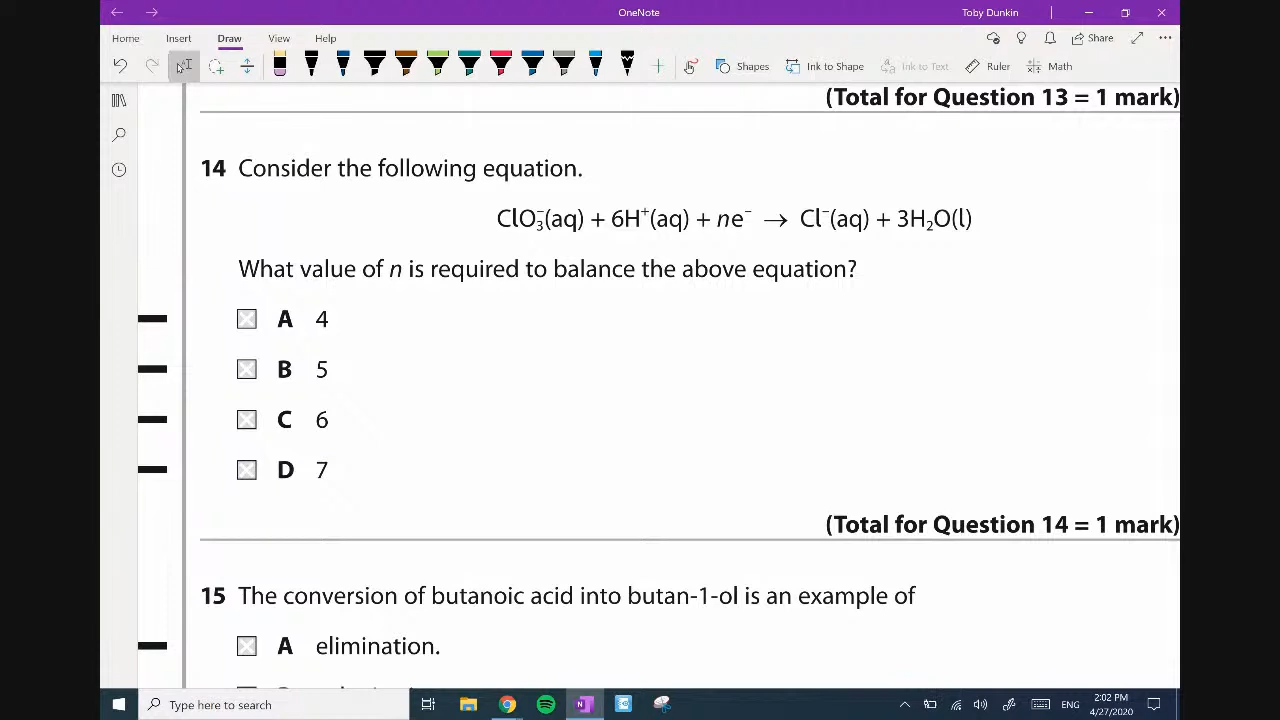 OneNote
Toby Dunkin
Home Insert Draw View Help
Share
Shapes Ink to Shape Ink to Text Ruler Math
(Total for Question 13 = 1 mark)
14 Consider the following equation.
ClO₃⁻(aq) + 6H⁺(aq) + ne⁻ → Cl⁻(aq) + 3H₂O(l)
What value of n is required to balance the above equation?
A 4
B 5
C 6
D 7
(Total for Question 14 = 1 mark)
15 The conversion of butanoic acid into butan-1-ol is an example of
A elimination.
Type here to search
ENG
2:02 PM
4/27/2020